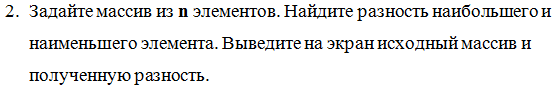 2. Задайте массив из n элементов. Найдите разность наибольшего и
наименьшего элемента. Выведите на экран исходный массив и
полученную разность.